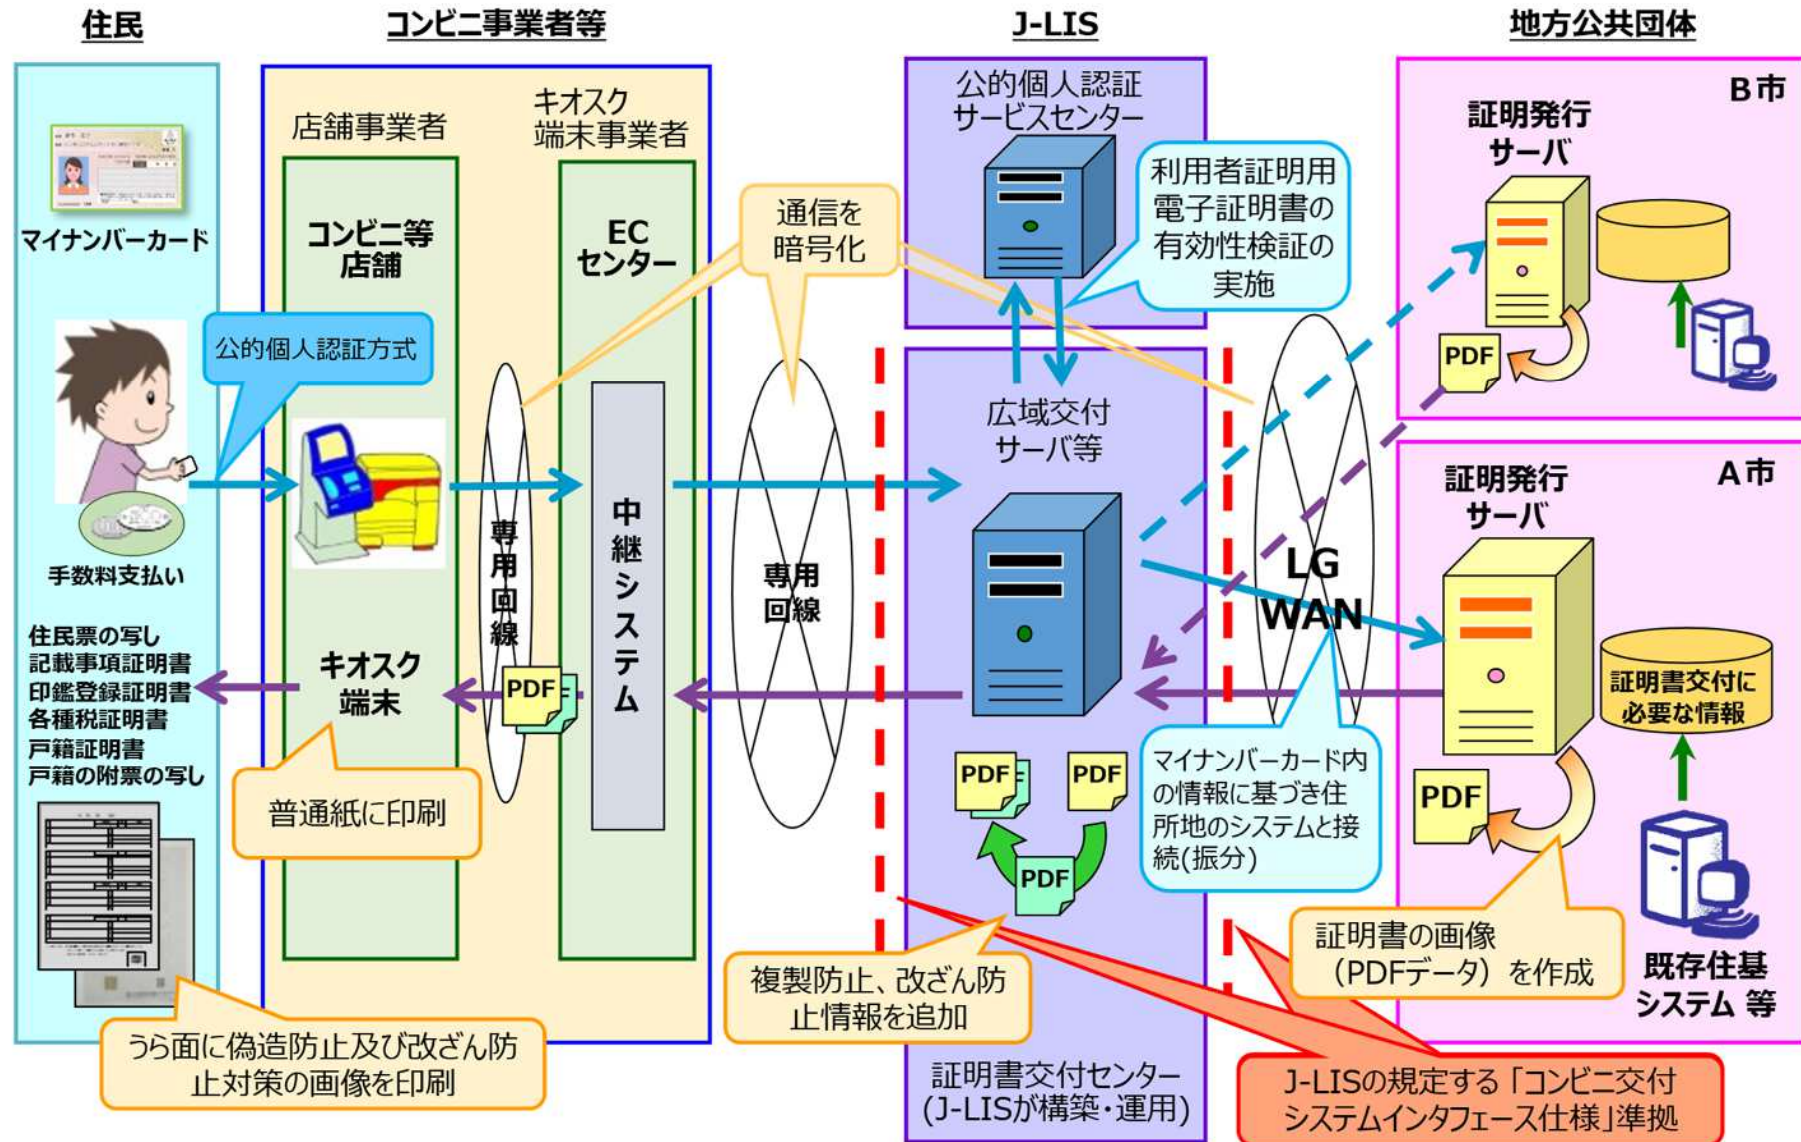 住民
コンビニ事業者等
J-LIS
地方公共団体
マイナンバーカード
公的個人認証方式
手数料支払い
住民票の写し
記載事項証明書
印鑑登録証明書
各種税証明書
戸籍証明書
戸籍の附票の写し
うら面に偽造防止及び改ざん防
止対策の画像を印刷
店舗事業者
コンビニ等
店舗
キオスク
端末
普通紙に印刷
専用回線
PDF
キオスク
端末事業者
EC
センター
中継システム
通信を
暗号化
専用
回線
公的個人認証
サービスセンター
利用者証明用
電子証明書の
有効性検証の
実施
広域交付
サーバ等
PDF
PDF
PDF
複製防止、改ざん防
止情報を追加
証明書交付センター
(J-LISが構築・運用)
LG
WAN
マイナンバーカード内
の情報に基づき住
所地のシステムと接
続(振分)
J-LISの規定する「コンビニ交付
システムインタフェース仕様」準拠
B市
証明発行
サーバ
PDF
A市
証明発行
サーバ
証明書交付に
必要な情報
PDF
証明書の画像
（PDFデータ）を作成
既存住基
システム 等